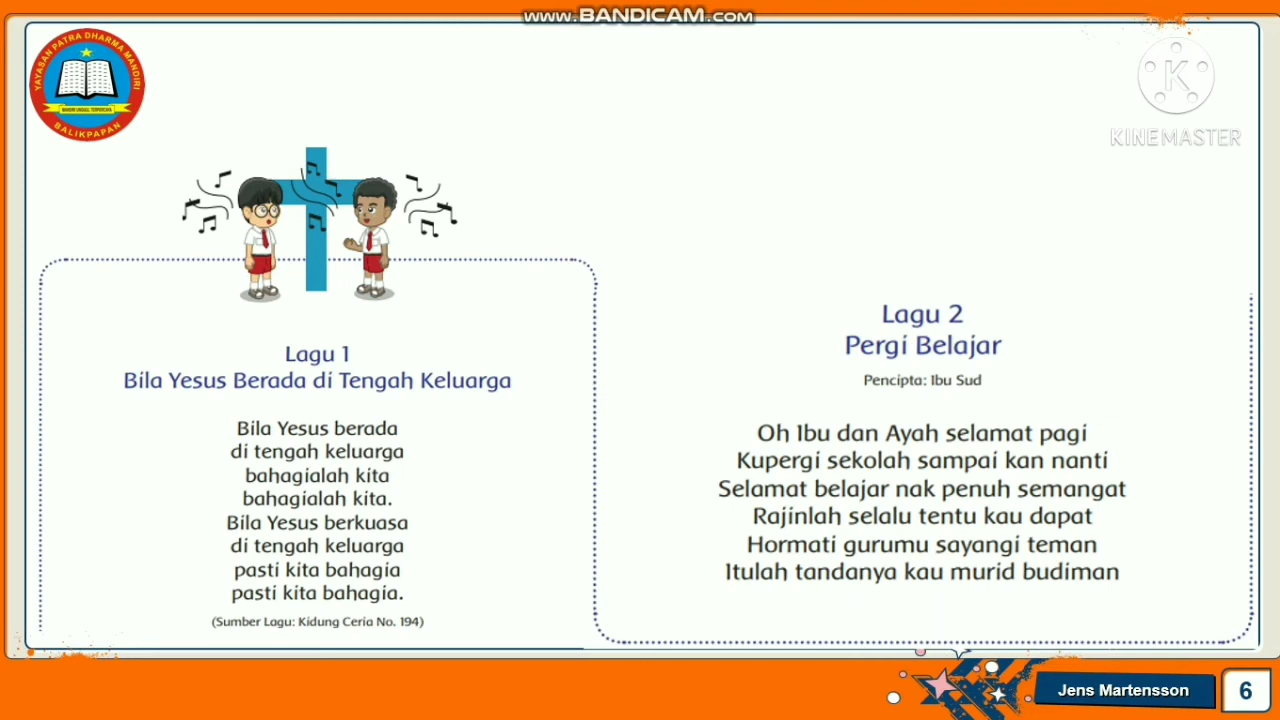 www.BANDICAM.com
YAYASAN PATRA DHARMA MANDIRI
BALIKPAPAN
K
KINEMASTER
Lagu 1
Bila Yesus Berada di Tengah Keluarga
Bila Yesus berada
di tengah keluarga
bahagialah kita
bahagialah kita.
Bila Yesus berkuasa
di tengah keluarga
pasti kita bahagia
pasti kita bahagia.
(Sumber Lagu: Kidung Ceria No. 194)
Lagu 2
Pergi Belajar
Pencipta: Ibu Sud
Oh Ibu dan Ayah selamat pagi
Kupergi sekolah sampai kan nanti
Selamat belajar nak penuh semangat
Rajinlah selalu tentu kau dapat
Hormati gurumu sayangi teman
Itulah tandanya kau murid budiman
Jens Martensson
6